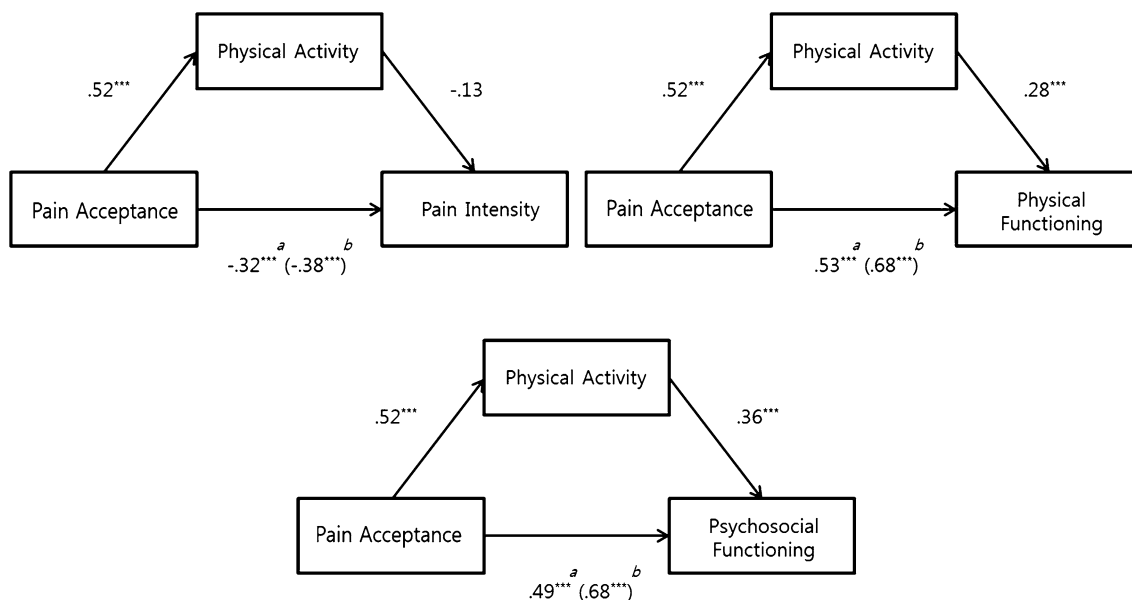 Physical Activity
.52***
-.13
Pain Acceptance
Pain Intensity
-.32***a (-.38***)b
Physical Activity
.52***
.28***
Pain Acceptance
Physical
Functioning
.53***a (.68***)b
Physical Activity
.52***
.36***
Pain Acceptance
Psychosocial
Functioning
.49***a (.68***)b